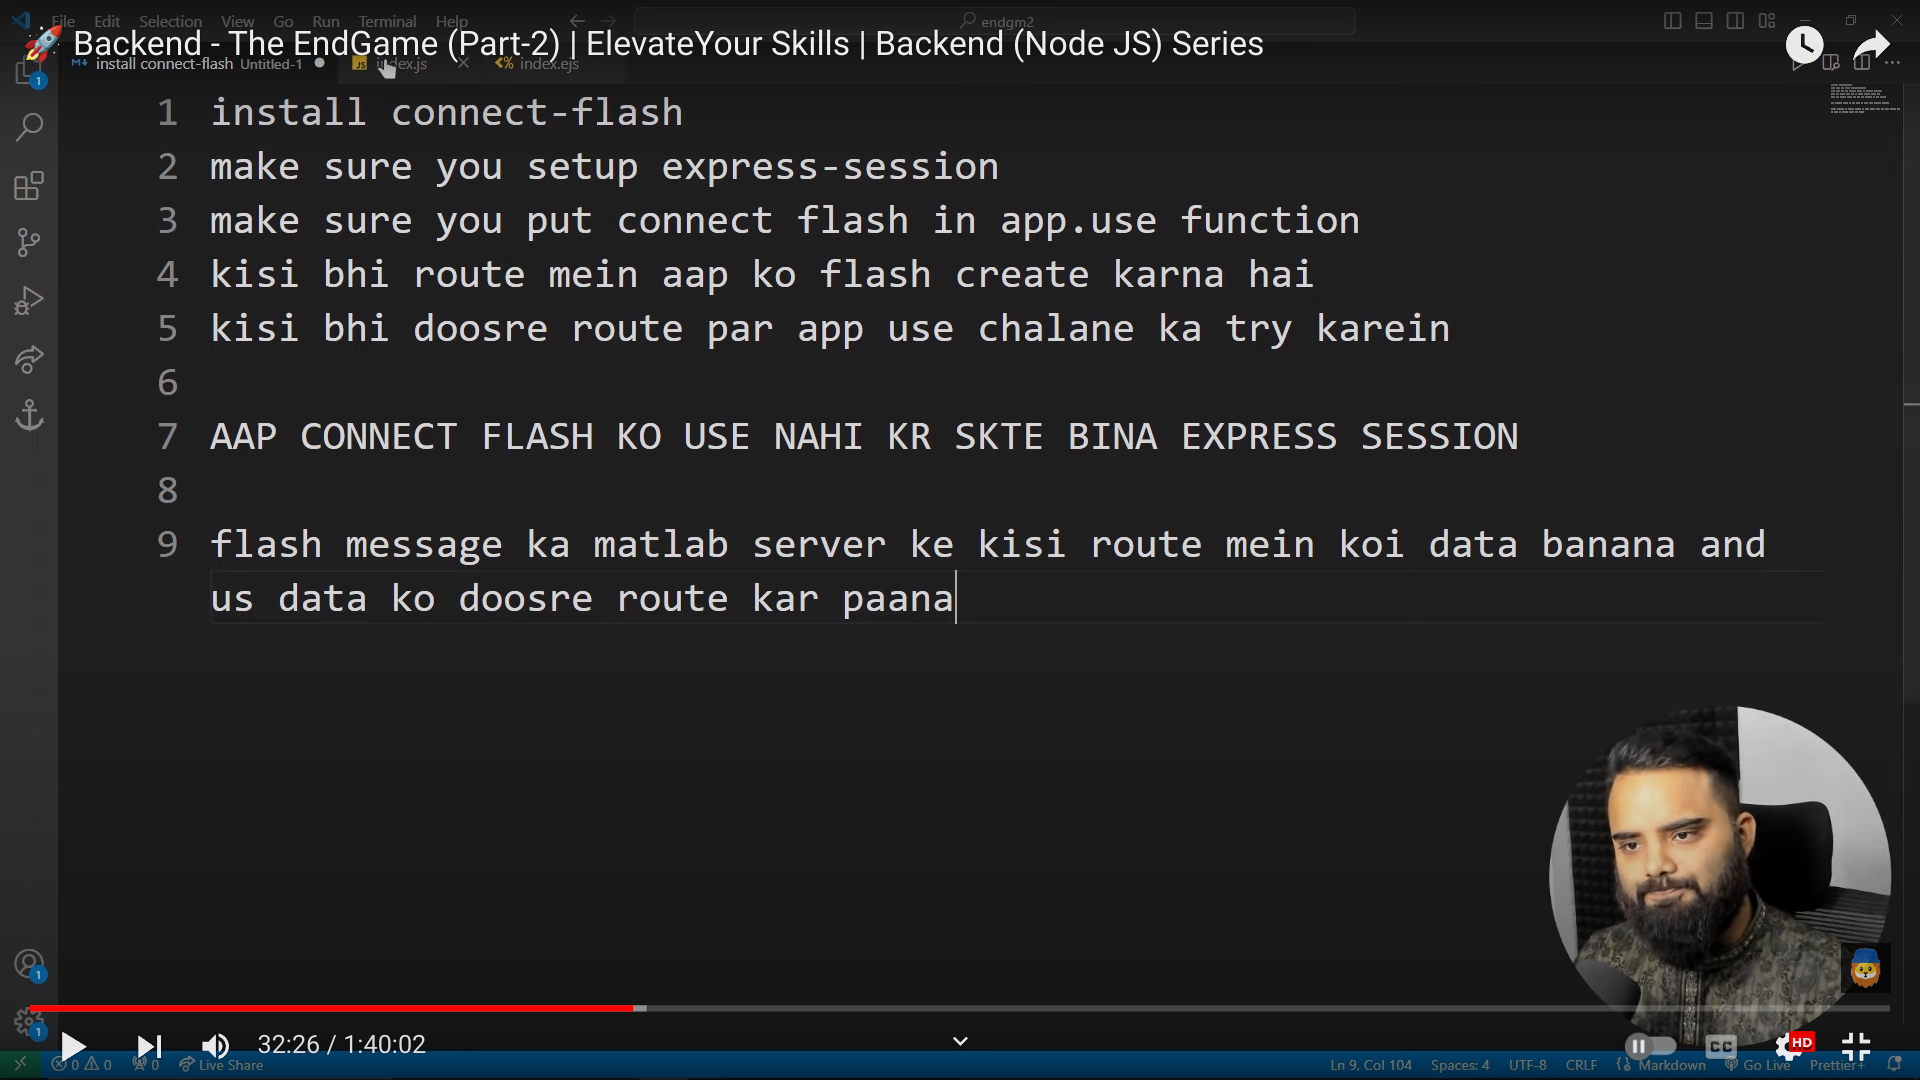 File Edit Selection View Go Run Terminal Help
endgm2
Backend - The EndGame (Part-2) | ElevateYour Skills | Backend (Node JS) Series
install connect-flash Untitled-1
index.js
index.ejs
1 install connect-flash
2 make sure you setup express-session
3 make sure you put connect flash in app.use function
4 kisi bhi route mein aap ko flash create karna hai
5 kisi bhi doosre route par app use chalane ka try karein
6
7 AAP CONNECT FLASH KO USE NAHI KR SKTE BINA EXPRESS SESSION
8
9 flash message ka matlab server ke kisi route mein koi data banana and
us data ko doosre route kar paana
1
1
1
32:26 / 1:40:02
CC
HD
0 0 0 Live Share
Ln 9, Col 104 Spaces: 4 UTF-8 CRLF Markdown Go Live Prettier+